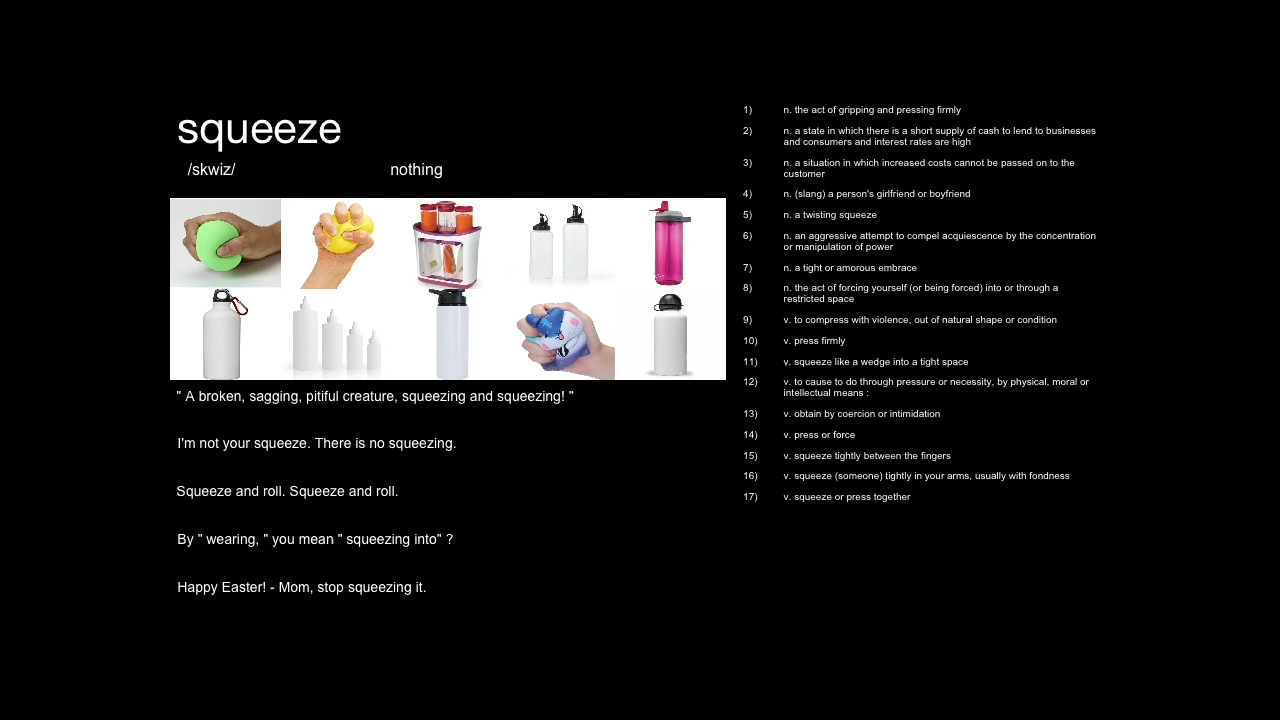 squeeze
/skwiz/
nothing
" A broken, sagging, pitiful creature, squeezing and squeezing! "
I'm not your squeeze. There is no squeezing.
Squeeze and roll. Squeeze and roll.
By " wearing, " you mean " squeezing into" ?
Happy Easter! - Mom, stop squeezing it.
1) n. the act of gripping and pressing firmly
2) n. a state in which there is a short supply of cash to lend to businesses
and consumers and interest rates are high
3) n. a situation in which increased costs cannot be passed on to the
customer
4) n. (slang) a person's girlfriend or boyfriend
5) n. a twisting squeeze
6) n. an aggressive attempt to compel acquiescence by the concentration
or manipulation of power
7) n. a tight or amorous embrace
8) n. the act of forcing yourself (or being forced) into or through a
restricted space
9) v. to compress with violence, out of natural shape or condition
10) v. press firmly
11) v. squeeze like a wedge into a tight space
12) v. to cause to do through pressure or necessity, by physical, moral or
intellectual means :
13) v. obtain by coercion or intimidation
14) v. press or force
15) v. squeeze tightly between the fingers
16) v. squeeze (someone) tightly in your arms, usually with fondness
17) v. squeeze or press together